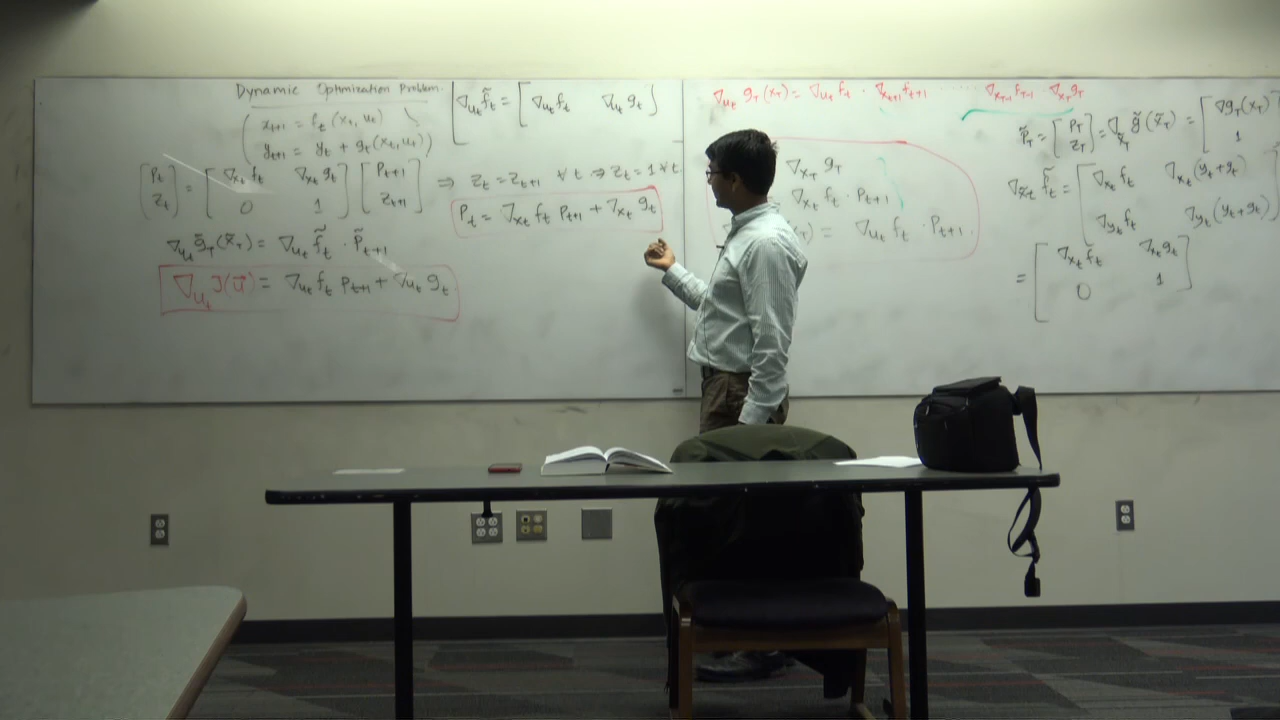 Dynamic Optimization Problem.
x_{t+1} = f_t (x_t, u_t)
y_{t+1} = y_t + g_t(x_t, u_t)
∇_{u_t} f̃_t = [ ∇_{u_t} f_t ∇_{u_t} g_t ]
[ P_t ; z_t ] = [ ∇_{x_t} f_t ∇_{x_t} g_t ; 0 1 ] [ P_{t+1} ; z_{t+1} ] ⇒ z_t = z_{t+1} ∀t ⇒ z_t = 1 ∀t.
P_t = ∇_{x_t} f_t P_{t+1} + ∇_{x_t} g_t
∇_{u_t} g̃_T(x̃_T) = ∇_{u_t} f̃_t · P̃_{t+1}
∇_{u_t} J(u⃗) = ∇_{u_t} f_t P_{t+1} + ∇_{u_t} g_t.
∇_{u_t} g_T(x_T) = ∇_{u_t} f_t · ∇_{x_{t+1}} f_{t+1} ...... ∇_{x_{T-1}} f_{T-1} ∇_{x_T} g_T
∇_{x_T} g_T
∇_{x_t} f_t · P_{t+1}
) = ∇_{u_t} f_t · P_{t+1}.
P̃_T = [ P_T ; z_T ] = ∇_{x̃_T} g̃(x̃_T) = [ ∇g_T(x_T) ; 1 ]
∇_{x̃_t} f̃_t = [ ∇_{x_t} f_t ∇_{x_t}(y_t+g_t) ; ∇_{y_t} f_t ∇_{y_t}(y_t+g_t) ]
= [ ∇_{x_t} f̃_t ∇_{x_t} g_t ; 0 1 ]